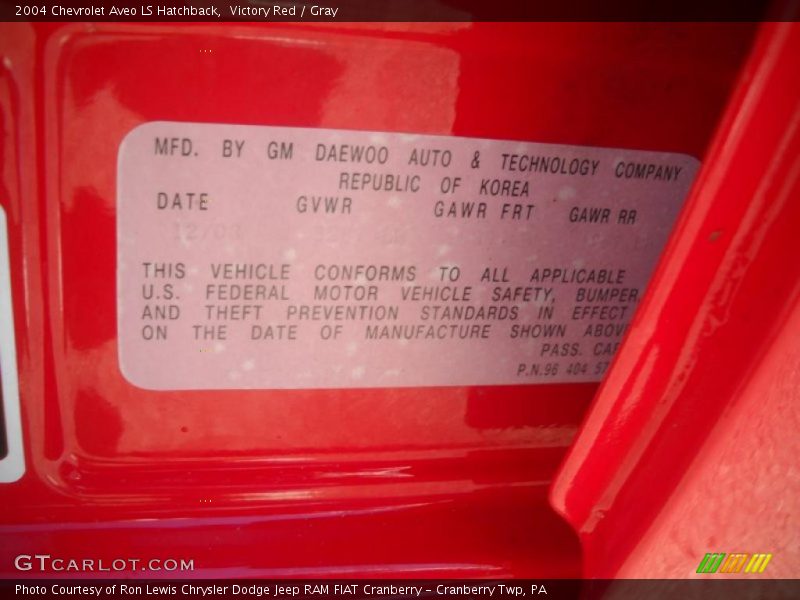 2004 Chevrolet Aveo LS Hatchback,  Victory Red / Gray
MFD. BY GM DAEWOO AUTO & TECHNOLOGY COMPANY
REPUBLIC OF KOREA
DATE GVWR GAWR FRT GAWR RR
THIS VEHICLE CONFORMS TO ALL APPLICABLE
U.S. FEDERAL MOTOR VEHICLE SAFETY, BUMPER,
AND THEFT PREVENTION STANDARDS IN EFFECT
ON THE DATE OF MANUFACTURE SHOWN ABOVE
PASS. CAR
P.N.96 404 57
GTCARLOT.COM
Photo Courtesy of Ron Lewis Chrysler Dodge Jeep RAM FIAT Cranberry - Cranberry Twp, PA